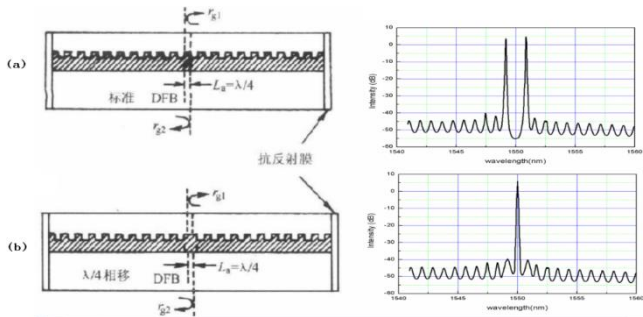 r_g1
(a)
L_a=λ/4
标准 DFB
r_g2
抗反射膜
r_g1
(b)
L_a=λ/4
λ/4 相移 DFB
r_g2
Intensity (dB)
10
0
-10
-20
-30
-40
-50
-60
1540
1545
1550
1555
1560
wavelength(nm)
Intensity (dB)
10
0
-10
-20
-30
-40
-50
-60
1540
1545
1550
1555
1560
wavelength(nm)